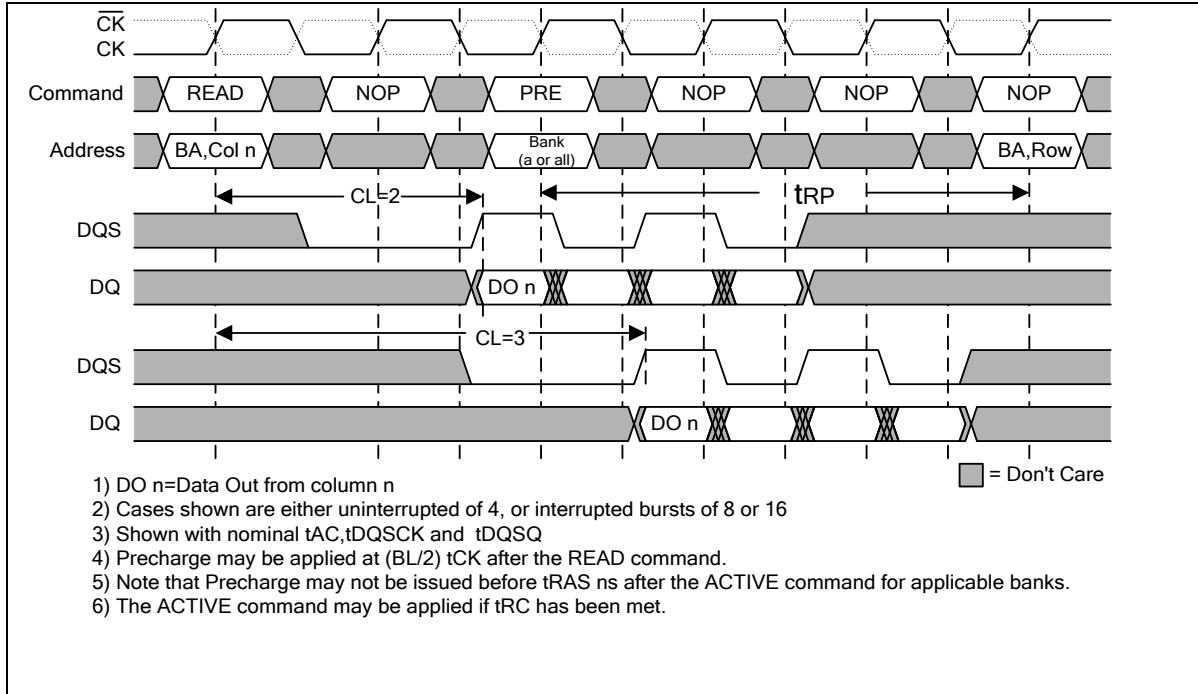 CK
CK
Command READ NOP PRE NOP NOP NOP
Address BA,Col n Bank (a or all) BA,Row
CL=2 tRP
DQS
DQ DO n
CL=3
DQS
DQ DO n
= Don't Care
1) DO n=Data Out from column n
2) Cases shown are either uninterrupted of 4, or interrupted bursts of 8 or 16
3) Shown with nominal tAC,tDQSCK and tDQSQ
4) Precharge may be applied at (BL/2) tCK after the READ command.
5) Note that Precharge may not be issued before tRAS ns after the ACTIVE command for applicable banks.
6) The ACTIVE command may be applied if tRC has been met.